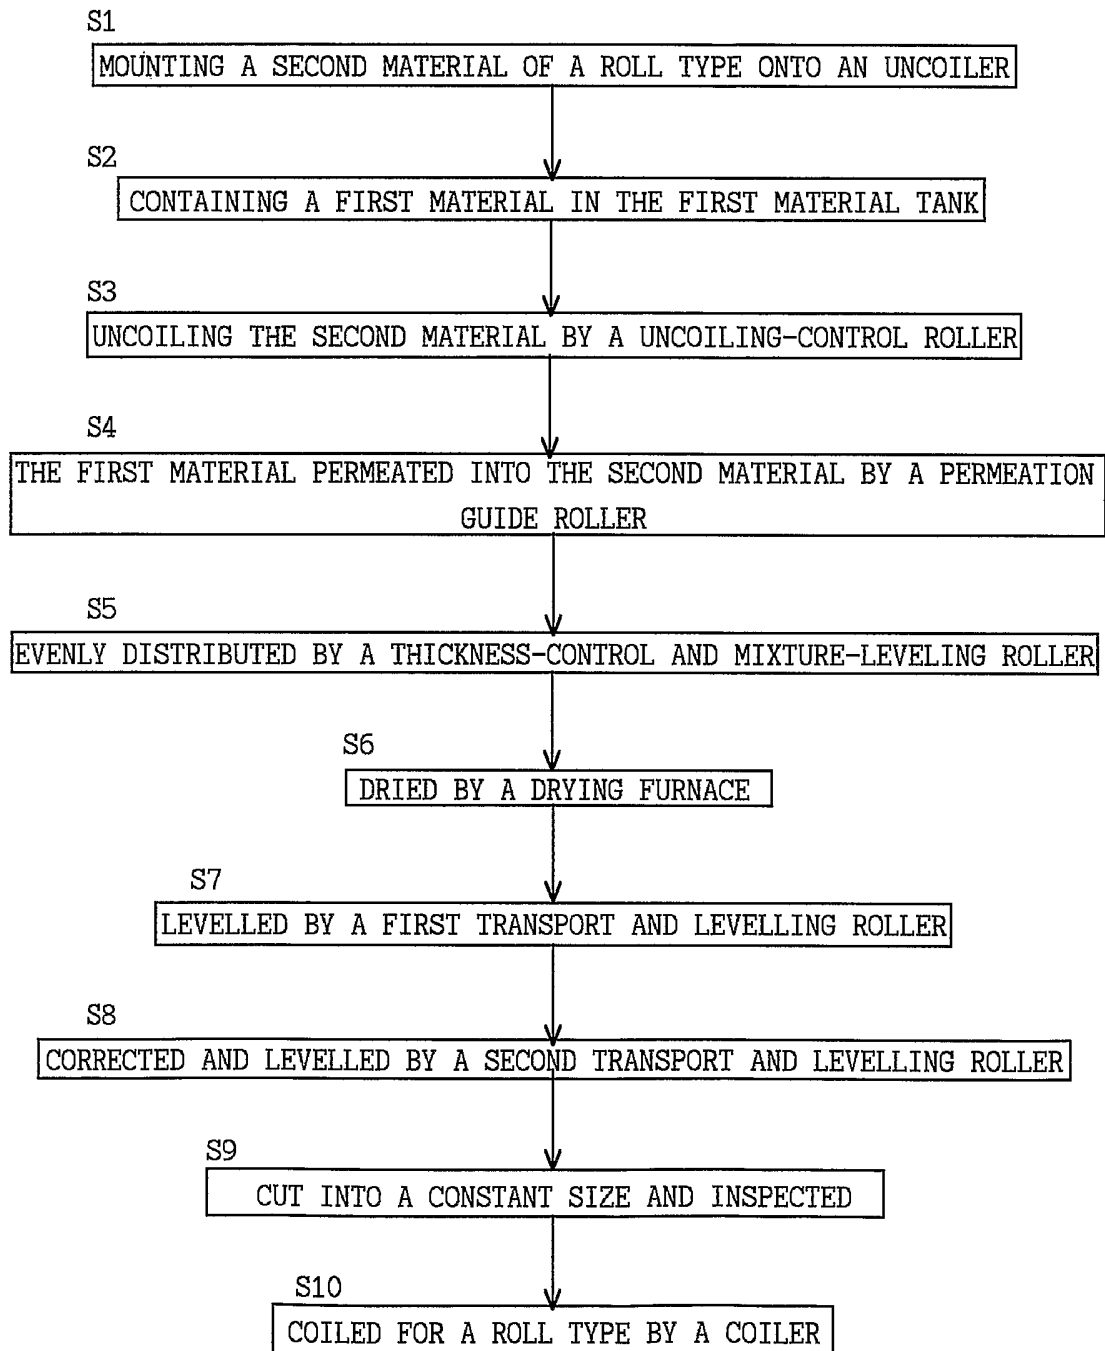 S1
MOUNTING A SECOND MATERIAL OF A ROLL TYPE ONTO AN UNCOILER
S2
CONTAINING A FIRST MATERIAL IN THE FIRST MATERIAL TANK
S3
UNCOILING THE SECOND MATERIAL BY A UNCOILING-CONTROL ROLLER
S4
THE FIRST MATERIAL PERMEATED INTO THE SECOND MATERIAL BY A PERMEATION
GUIDE ROLLER
S5
EVENLY DISTRIBUTED BY A THICKNESS-CONTROL AND MIXTURE-LEVELING ROLLER
S6
DRIED BY A DRYING FURNACE
S7
LEVELLED BY A FIRST TRANSPORT AND LEVELLING ROLLER
S8
CORRECTED AND LEVELLED BY A SECOND TRANSPORT AND LEVELLING ROLLER
S9
CUT INTO A CONSTANT SIZE AND INSPECTED
S10
COILED FOR A ROLL TYPE BY A COILER